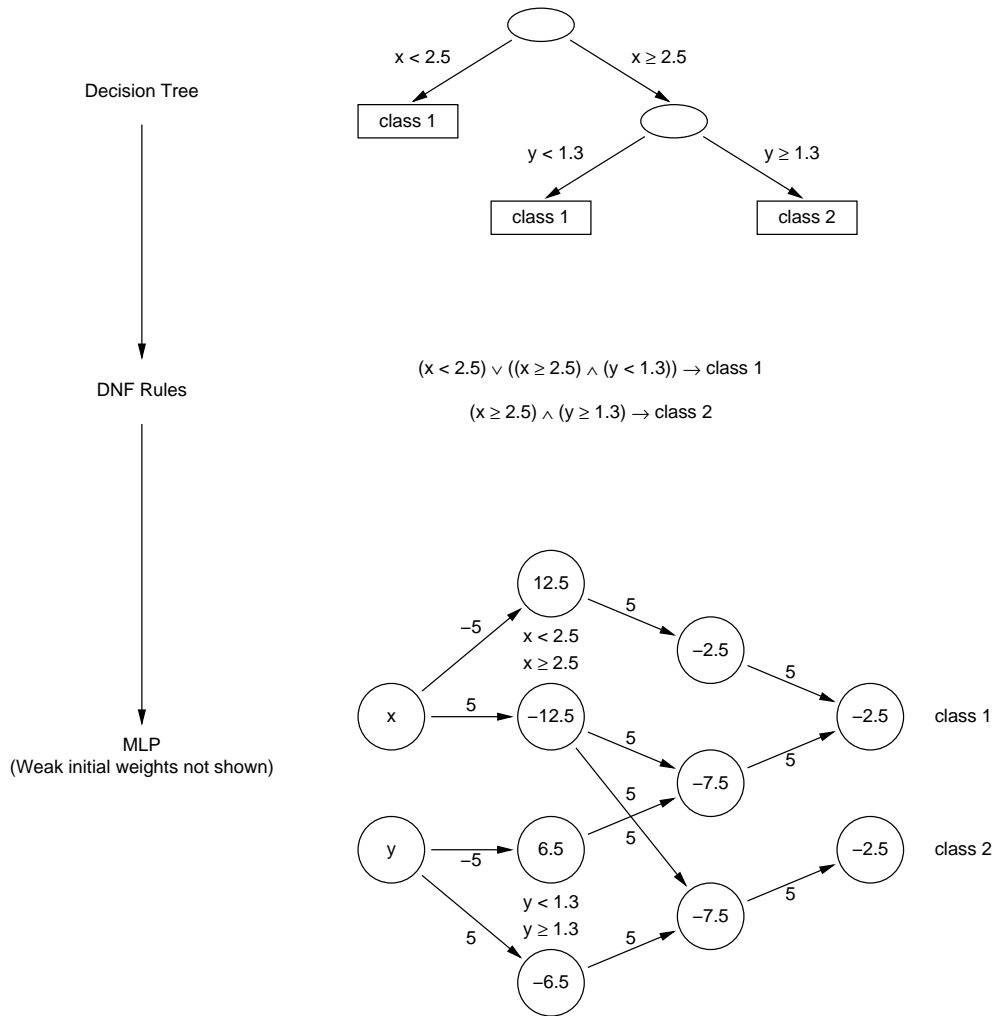 x < 2.5
x ≥ 2.5
Decision Tree
class 1
y < 1.3
y ≥ 1.3
class 1
class 2
(x < 2.5) ∨ ((x ≥ 2.5) ∧ (y < 1.3)) → class 1
DNF Rules
(x ≥ 2.5) ∧ (y ≥ 1.3) → class 2
12.5
5
−5
x < 2.5
−2.5
x ≥ 2.5
5
x
5
−12.5
−2.5
class 1
MLP
(Weak initial weights not shown)
5
5
−7.5
5
y
−5
6.5
5
−2.5
class 2
5
y < 1.3
5
y ≥ 1.3
−7.5
5
5
−6.5